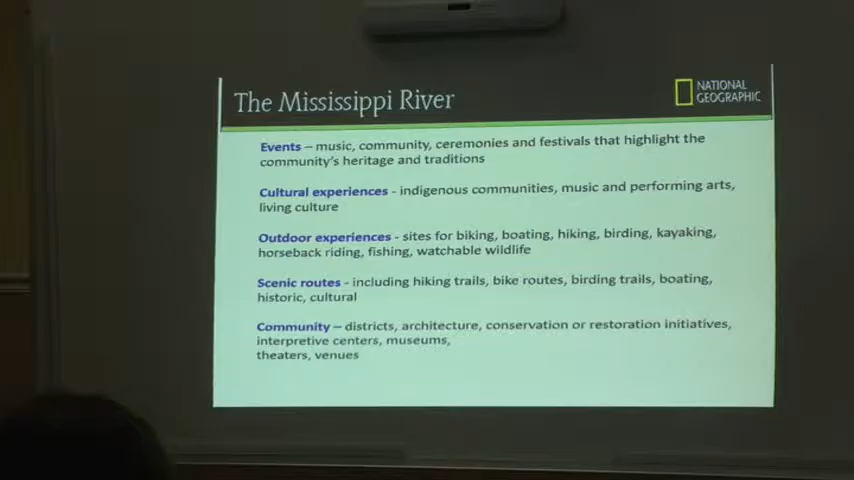 The Mississippi River
NATIONAL
GEOGRAPHIC
Events – music, community, ceremonies and festivals that highlight the
community's heritage and traditions
Cultural experiences - indigenous communities, music and performing arts,
living culture
Outdoor experiences - sites for biking, boating, hiking, birding, kayaking,
horseback riding, fishing, watchable wildlife
Scenic routes - including hiking trails, bike routes, birding trails, boating,
historic, cultural
Community – districts, architecture, conservation or restoration initiatives,
interpretive centers, museums,
theaters, venues